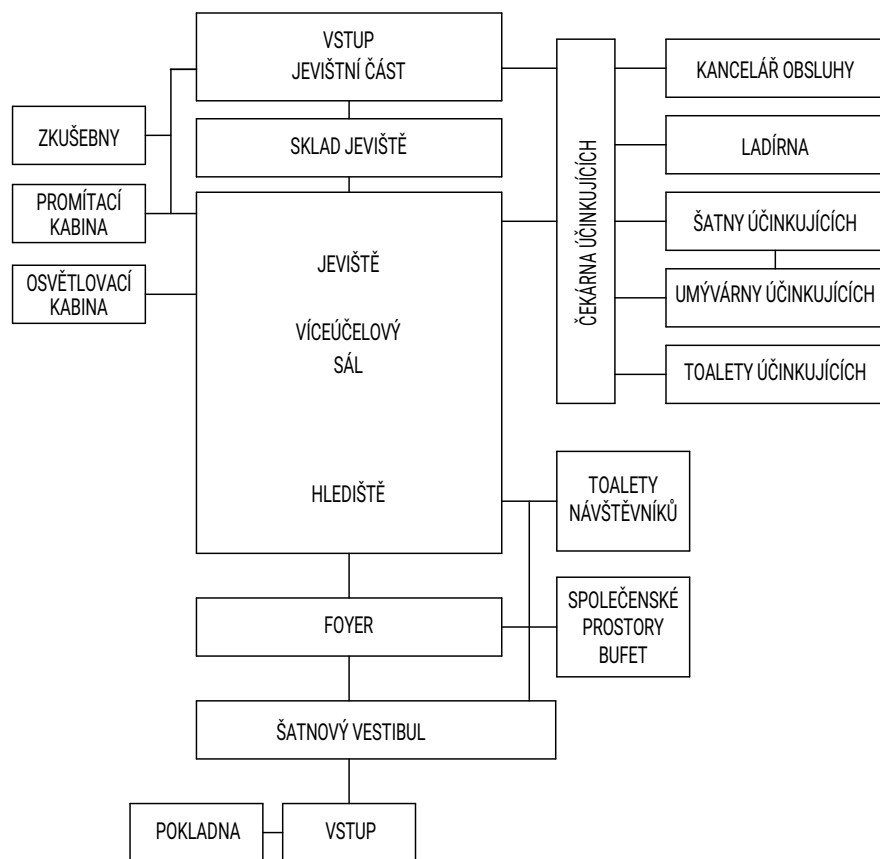 VSTUP
JEVIŠTNÍ ČÁST
KANCELÁŘ OBSLUHY
ZKUŠEBNY
SKLAD JEVIŠTĚ
LADÍRNA
PROMÍTACÍ
KABINA
ČEKÁRNA ÚČINKUJÍCÍCH
ŠATNY ÚČINKUJÍCÍCH
OSVĚTLOVACÍ
KABINA
JEVIŠTĚ
UMÝVÁRNY ÚČINKUJÍCÍCH
VÍCEÚČELOVÝ
SÁL
TOALETY ÚČINKUJÍCÍCH
HLEDIŠTĚ
TOALETY
NÁVŠTĚVNÍKŮ
FOYER
SPOLEČENSKÉ
PROSTORY
BUFET
ŠATNOVÝ VESTIBUL
POKLADNA
VSTUP